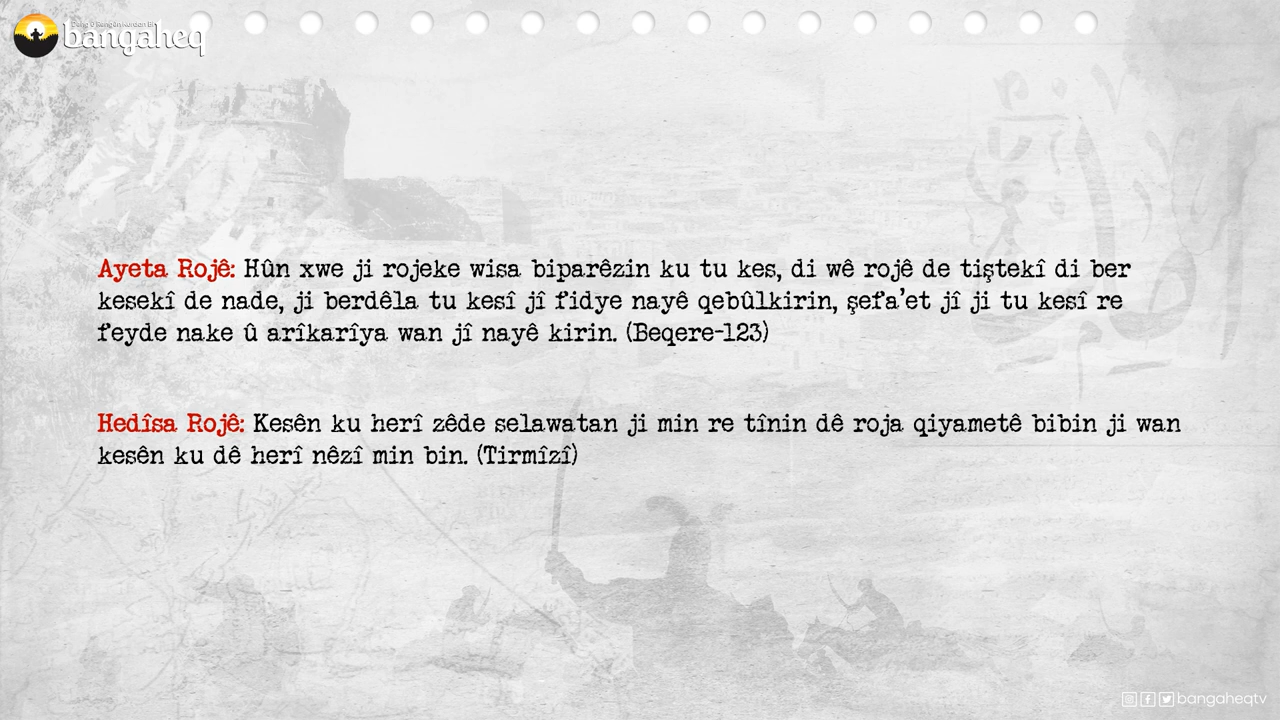 bangaheq
Ayeta Rojê: Hûn xwe ji rojeke wisa biparêzin ku tu kes, di wê rojê de tiştekî di ber
kesekî de nade, ji berdêla tu kesî jî fidye nayê qebûlkirin, şefa’et jî ji tu kesî re
feyde nake û arîkarîya wan jî nayê kirin. (Beqere-123)
Hedîsa Rojê: Kesên ku herî zêde selawatan ji min re tînin dê roja qiyametê bibin ji wan
kesên ku dê herî nêzî min bin. (Tirmîzî)
bangaheqtv